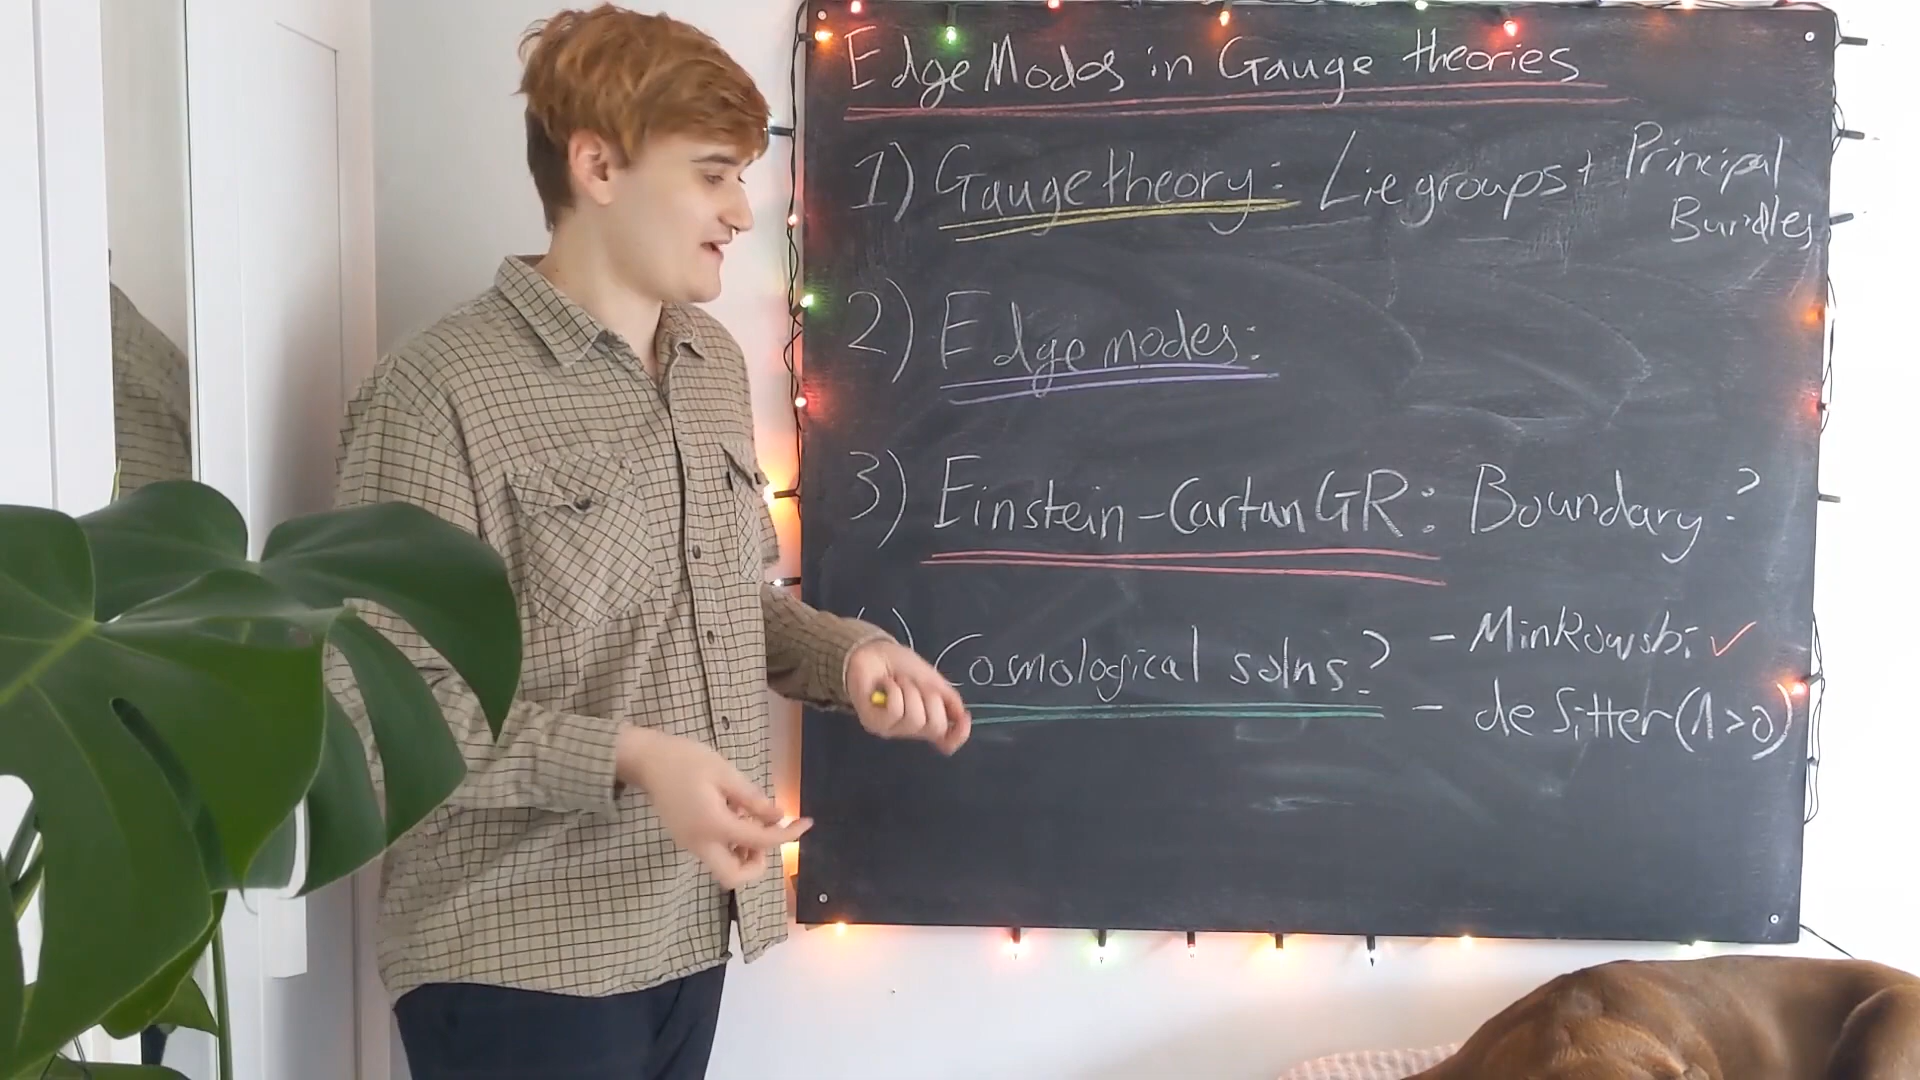 Edge Modes in Gauge theories
1) Gauge theory: Lie groups + Principal
Bundles
2) Edge modes:
3) Einstein-Cartan GR: Boundary?
) Cosmological solns? - Minkowski ✓
- de Sitter (Λ>0)